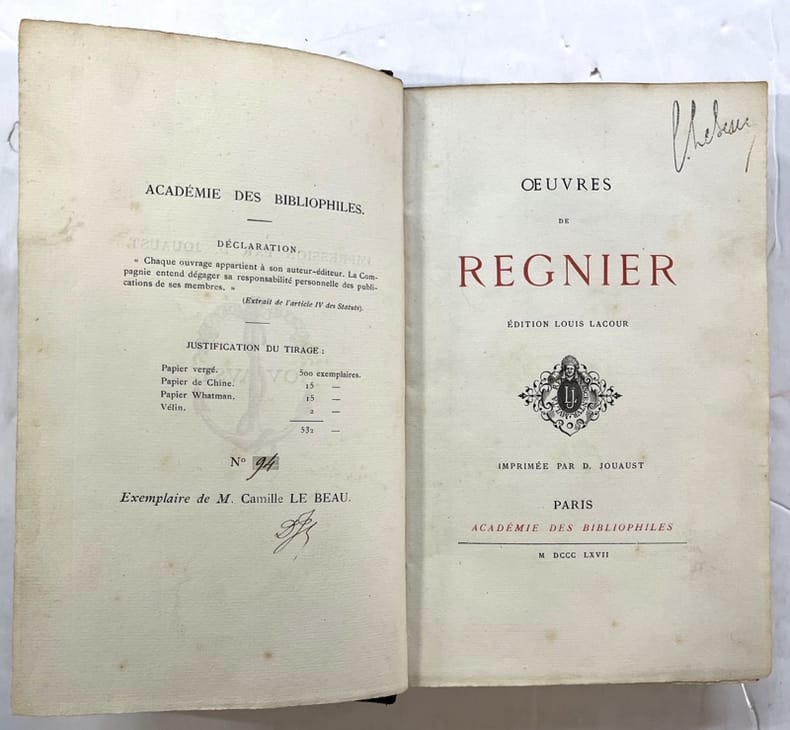 ACADÉMIE DES BIBLIOPHILES.
DÉCLARATION.
« Chaque ouvrage appartient à son auteur-éditeur. La Com-
pagnie entend dégager sa responsabilité personnelle des publi-
cations de ses membres. »
(Extrait de l'article IV des Statuts).
JUSTIFICATION DU TIRAGE :
Papier vergé. 500 exemplaires.
Papier de Chine. 15 —
Papier Whatman. 15 —
Vélin. 2 —
532 —
Nº 94
Exemplaire de M. Camille LE BEAU.
C. LeBeau
ŒUVRES
DE
REGNIER
ÉDITION LOUIS LACOUR
IMPRIMÉE PAR D. JOUAUST
PARIS
ACADÉMIE DES BIBLIOPHILES
M DCCC LXVII